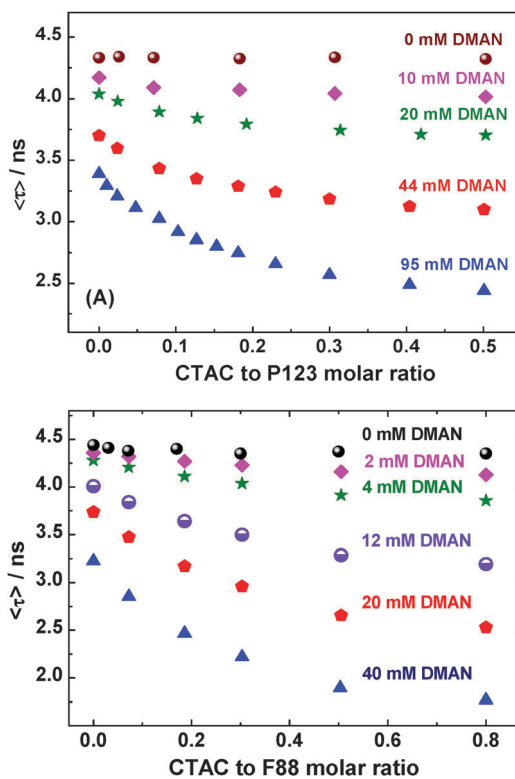 4.5
4.0
3.5
3.0
2.5
<τ> / ns
0 mM DMAN
10 mM DMAN
20 mM DMAN
44 mM DMAN
95 mM DMAN
(A)
0.0 0.1 0.2 0.3 0.4 0.5
CTAC to P123 molar ratio
4.5
4.0
3.5
3.0
2.5
2.0
<τ> / ns
0 mM DMAN
2 mM DMAN
4 mM DMAN
12 mM DMAN
20 mM DMAN
40 mM DMAN
0.0 0.2 0.4 0.6 0.8
CTAC to F88 molar ratio